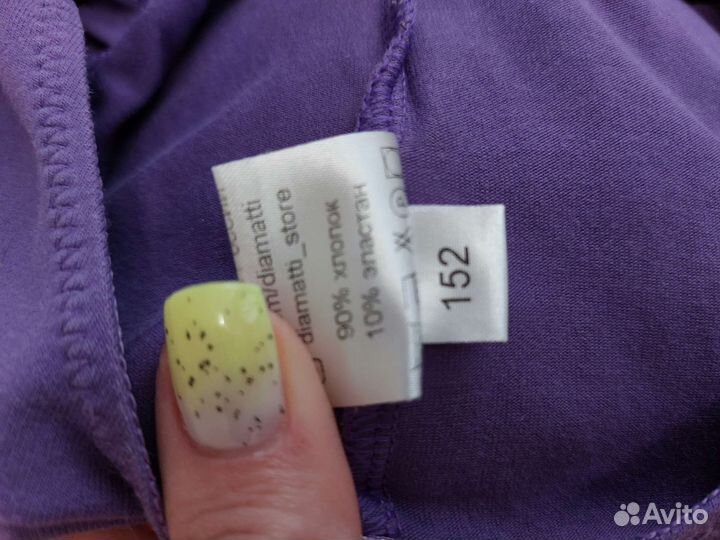 m/diamatti
diamatti_store
90% хлопок
10% эластан
152
Avito